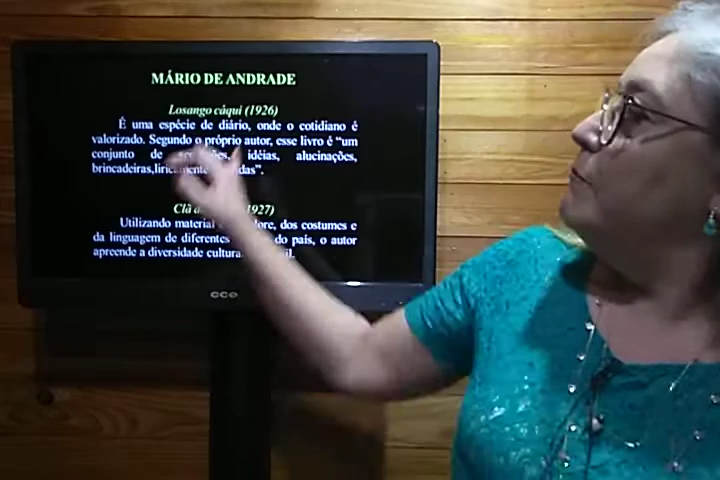 MÁRIO DE ANDRADE
Losango cáqui (1926)
É uma espécie de diário, onde o cotidiano é
valorizado. Segundo o próprio autor, esse livro é “um
conjunto de idéias, alucinações,
brincadeiras,liricamente
Clã 1927)
Utilizando material dos costumes e
da linguagem de diferentes do país, o autor
apreende a diversidade cultural
CCE